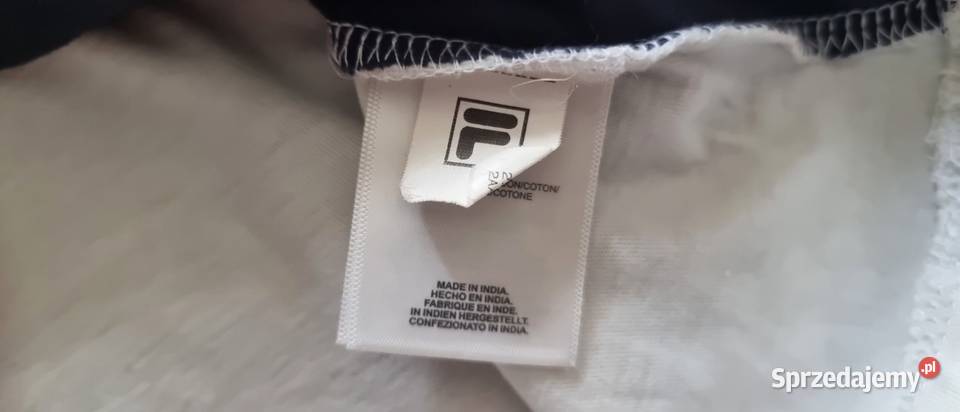 ON/COTON/
COTONE
MADE IN INDIA.
HECHO EN INDIA.
FABRIQUE EN INDE.
IN INDIEN HERGESTELLT.
CONFEZIONATO IN INDIA.
Sprzedajemy.pl